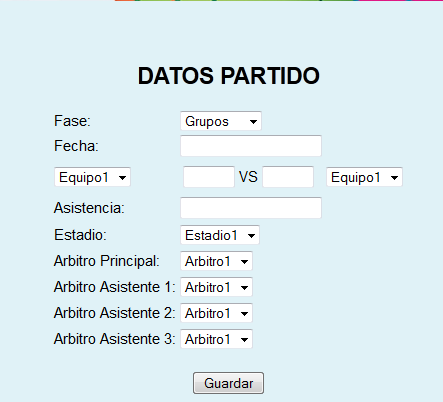 DATOS PARTIDO
Fase: Grupos
Fecha:
Equipo1 VS Equipo1
Asistencia:
Estadio: Estadio1
Arbitro Principal: Arbitro1
Arbitro Asistente 1: Arbitro1
Arbitro Asistente 2: Arbitro1
Arbitro Asistente 3: Arbitro1
Guardar